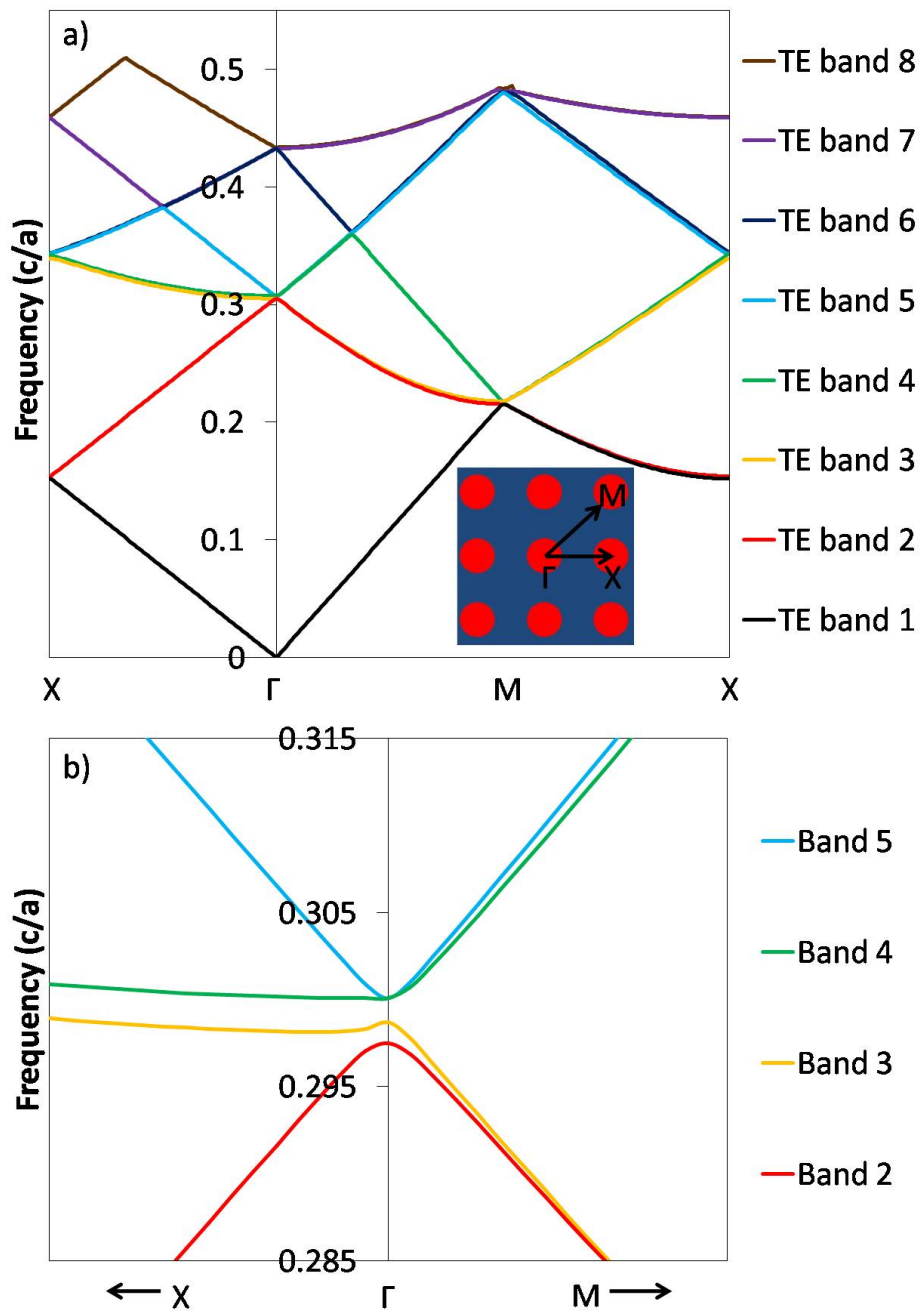 a)
Frequency (c/a)
0.5
0.4
0.3
0.2
0.1
0
X
Γ
M
X
M
Γ
X
TE band 8
TE band 7
TE band 6
TE band 5
TE band 4
TE band 3
TE band 2
TE band 1
b)
Frequency (c/a)
0.315
0.305
0.295
0.285
X
Γ
M
Band 5
Band 4
Band 3
Band 2